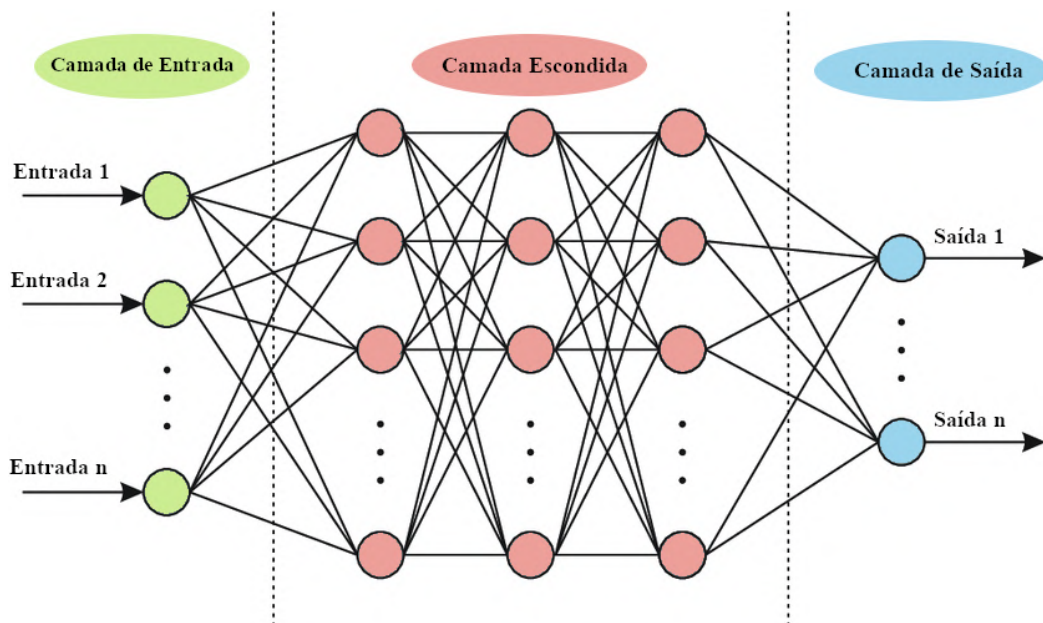 Camada de Entrada
Camada Escondida
Camada de Saída
Entrada 1
Entrada 2
Entrada n
Saída 1
Saída n